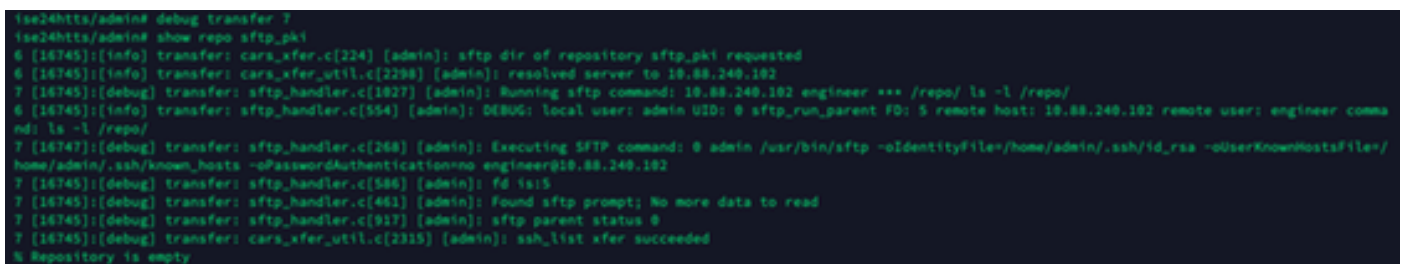 ise24htts/admin# debug transfer 7
ise24htts/admin# show repo sftp_pki
6 [16745]:[info] transfer: cars_xfer.c[224] [admin]: sftp dir of repository sftp_pki requested
6 [16745]:[info] transfer: cars_xfer_util.c[2298] [admin]: resolved server to 10.88.240.102
7 [16745]:[debug] transfer: sftp_handler.c[1027] [admin]: Running sftp command: 10.88.240.102 engineer *** /repo/ ls -l /repo/
6 [16745]:[info] transfer: sftp_handler.c[554] [admin]: DEBUG: local user: admin UID: 0 sftp_run_parent FD: 5 remote host: 10.88.240.102 remote user: engineer comma
nd: ls -l /repo/
7 [16747]:[debug] transfer: sftp_handler.c[268] [admin]: Executing SFTP command: 0 admin /usr/bin/sftp -oIdentityFile=/home/admin/.ssh/id_rsa -oUserKnownHostsFile=/
home/admin/.ssh/known_hosts -oPasswordAuthentication=no engineer@10.88.240.102
7 [16745]:[debug] transfer: sftp_handler.c[586] [admin]: fd is:5
7 [16745]:[debug] transfer: sftp_handler.c[461] [admin]: Found sftp prompt; No more data to read
7 [16745]:[debug] transfer: sftp_handler.c[917] [admin]: sftp parent status 0
7 [16745]:[debug] transfer: cars_xfer_util.c[2315] [admin]: ssh_list xfer succeeded
% Repository is empty